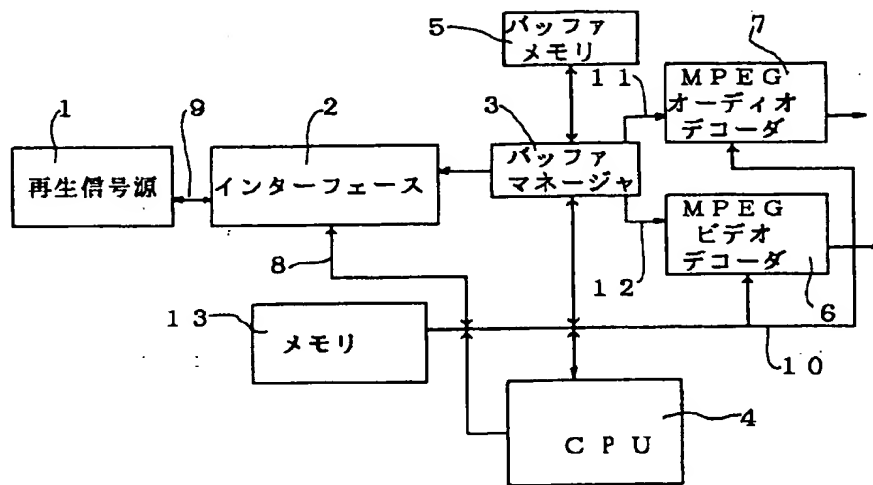 5
バッファ
メモリ
7
11
MPEG
オーディオ
デコーダ
1
9
2
3
再生信号源
インターフェース
バッファ
マネージャ
MPEG
ビデオ
デコーダ
8
12
6
13
メモリ
10
CPU
4